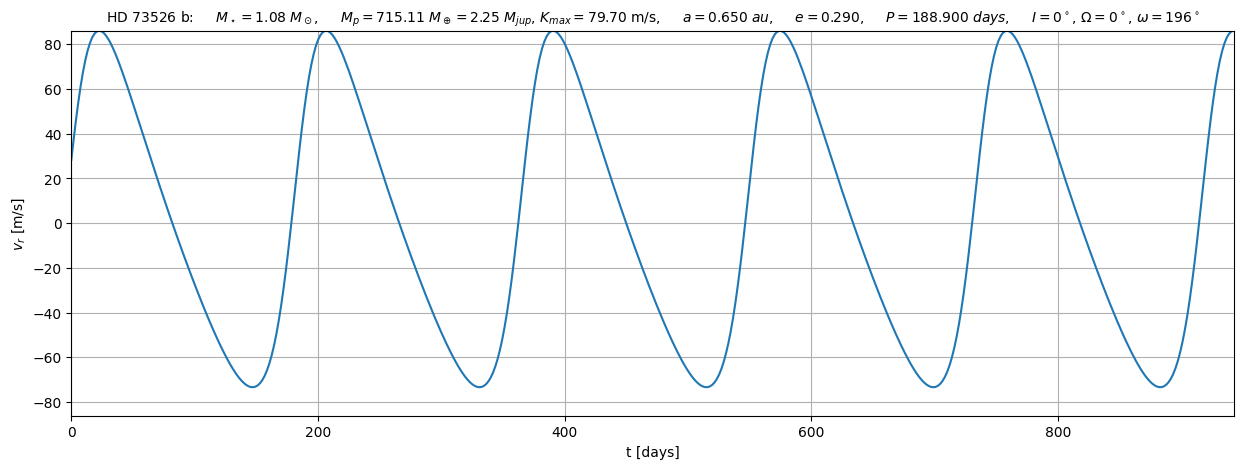 HD 73526 b: M⋆ = 1.08 M⊙, Mp = 715.11 M⊕ = 2.25 Mjup, Kmax = 79.70 m/s, a = 0.650 au, e = 0.290, P = 188.900 days, I = 0°, Ω = 0°, ω = 196°
80
60
40
20
0
−20
−40
−60
−80
vr [m/s]
0 200 400 600 800
t [days]